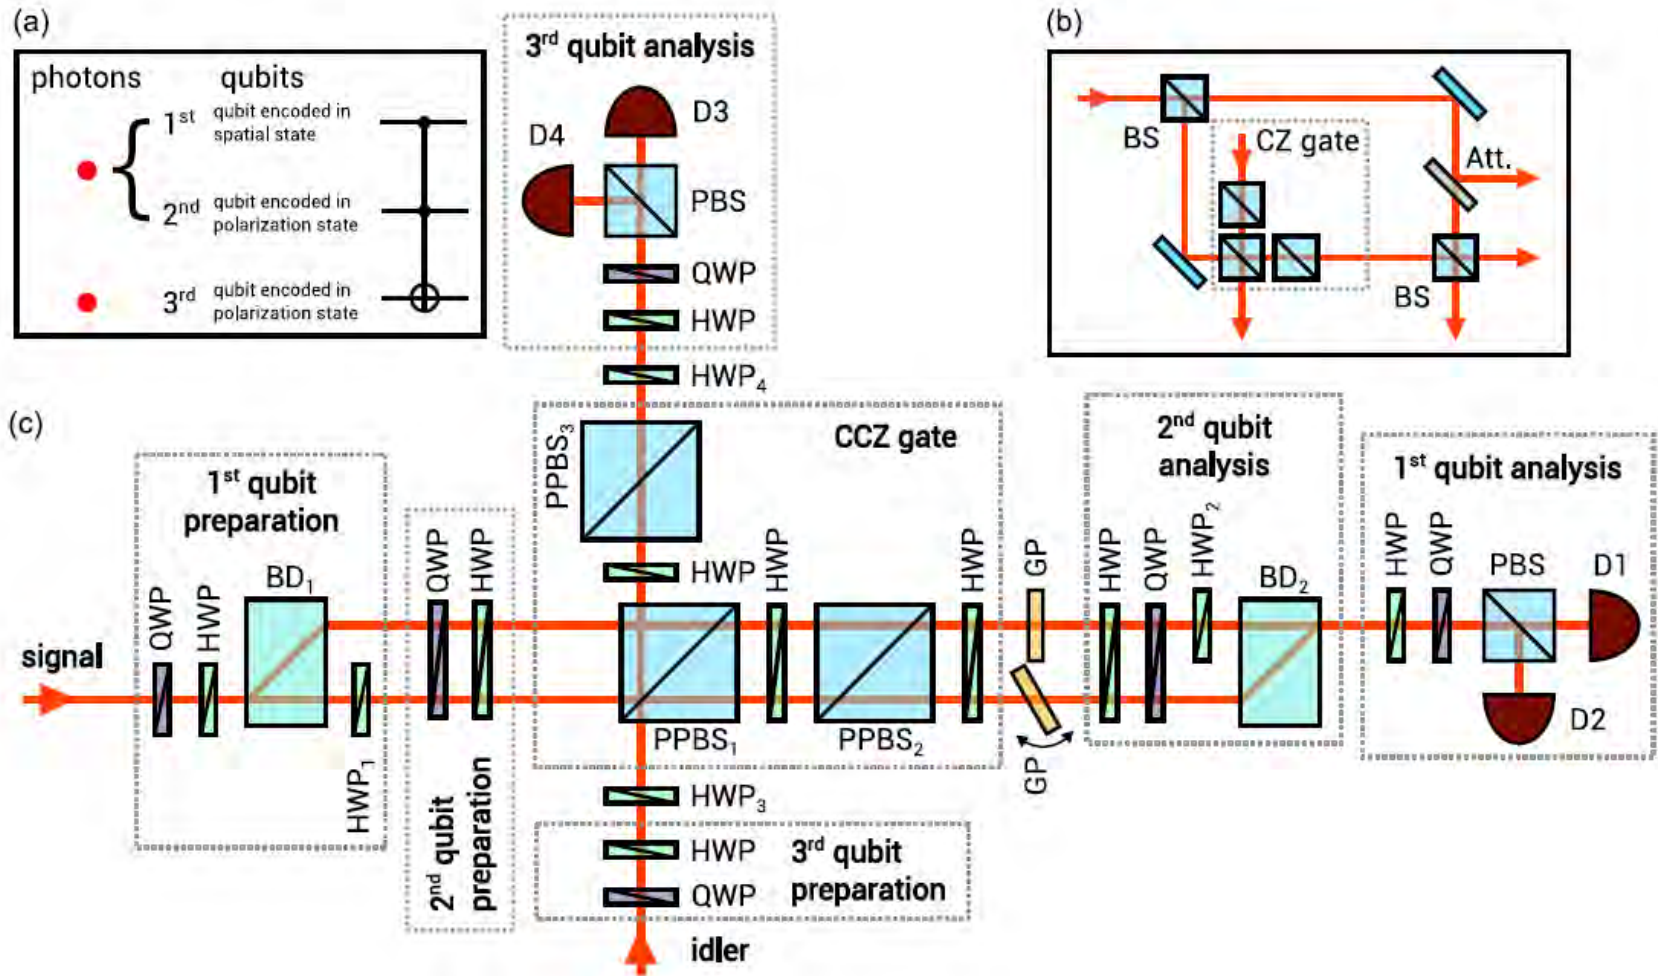 (a)
photons qubits
1st qubit encoded in
spatial state
2nd qubit encoded in
polarization state
3rd qubit encoded in
polarization state
3rd qubit analysis
D3
D4
PBS
QWP
HWP
HWP4
(b)
BS
CZ gate
Att.
BS
(c)
signal
1st qubit
preparation
QWP
HWP
BD1
HWP1
QWP
HWP
2nd qubit
preparation
CCZ gate
PPBS3
HWP
PPBS1
HWP
PPBS2
HWP
GP
GP
HWP3
HWP
QWP
3rd qubit
preparation
idler
2nd qubit
analysis
HWP
QWP
HWP2
BD2
1st qubit analysis
HWP
QWP
PBS
D1
D2